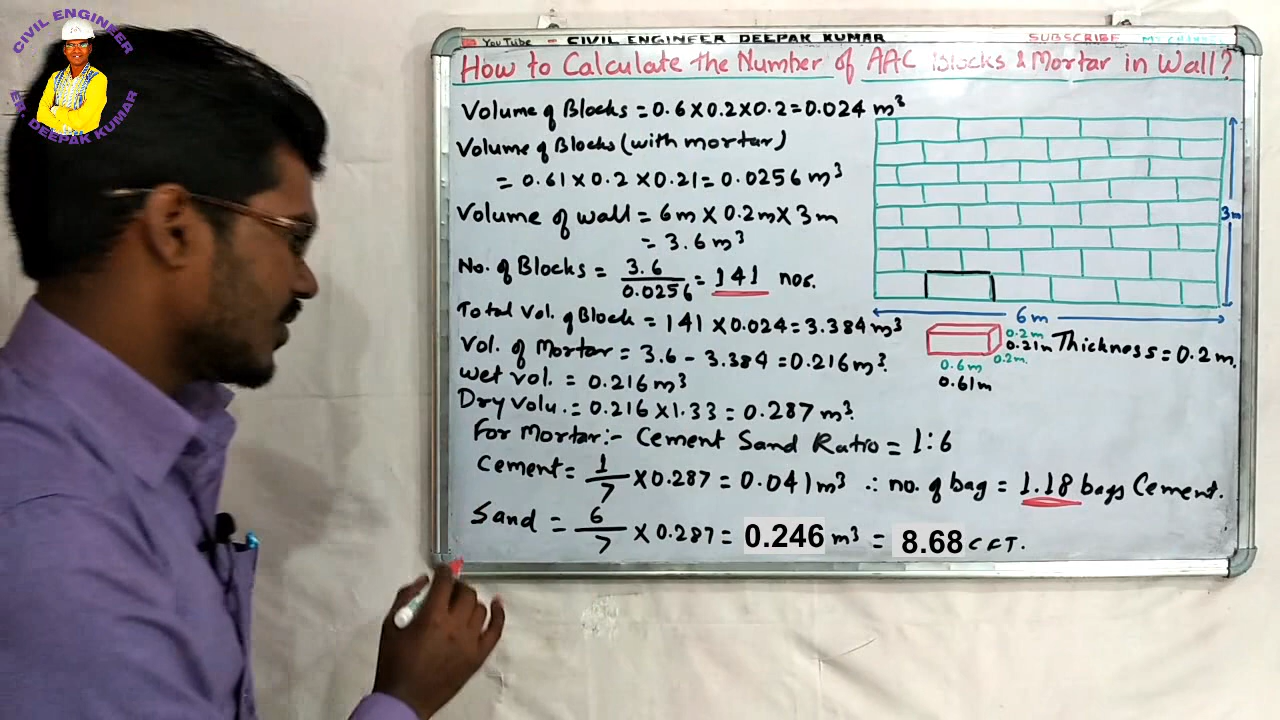 CIVIL ENGINEER
ER. DEEPAK KUMAR
YouTube - CIVIL ENGINEER DEEPAK KUMAR SUBSCRIBE MY CHANNEL
How to Calculate the Number of AAC Blocks & Mortar in Wall?
Volume of Blocks = 0.6 × 0.2 × 0.2 = 0.024 m³
Volume of Blocks (with mortar)
= 0.61 × 0.2 × 0.21 = 0.0256 m³
Volume of wall = 6m × 0.2m × 3m
= 3.6 m³
No. of Blocks = 3.6/0.0256 = 141 nos.
Total Vol. of Block = 141 × 0.024 = 3.384 m³
Vol. of Mortar = 3.6 - 3.384 = 0.216 m³.
Wet vol. = 0.216 m³
Dry Volu. = 0.216 × 1.33 = 0.287 m³.
For Mortar:- Cement Sand Ratio = 1:6
Cement = 1/7 × 0.287 = 0.041 m³ ∴ no. of bag = 1.18 bags Cement.
Sand = 6/7 × 0.287 = 0.246 m³ = 8.68 CFT.
3m
6m
0.2m
0.21m
0.2m
Thickness = 0.2m.
0.6m
0.61m